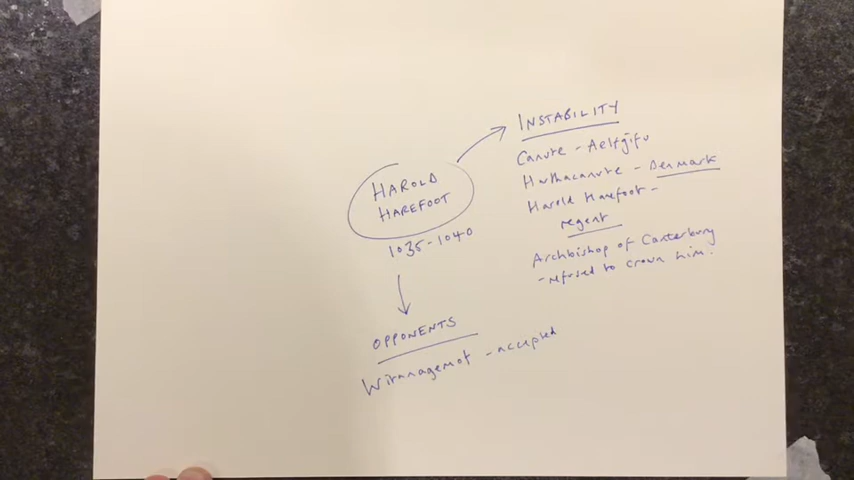 HAROLD
HAREFOOT
1035-1040
INSTABILITY
Canute - Aelfgifu
Harthacanute - Denmark
Harold Harefoot -
regent
Archbishop of Canterbury
- refused to crown him.
OPPONENTS
Witanagemot - accepted